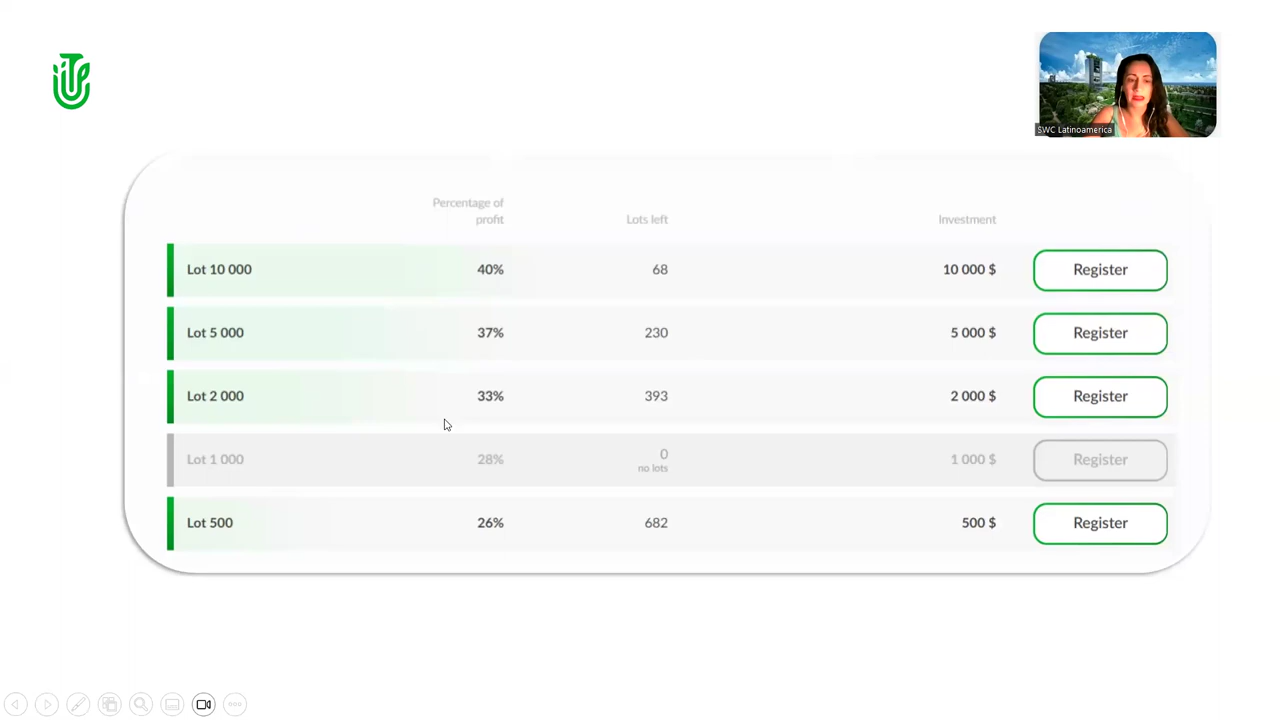 SWC Latinoamerica
Percentage of
profit
Lots left
Investment
Lot 10 000 40% 68 10 000 $ Register
Lot 5 000 37% 230 5 000 $ Register
Lot 2 000 33% 393 2 000 $ Register
Lot 1 000 28% 0 1 000 $ Register
no lots
Lot 500 26% 682 500 $ Register